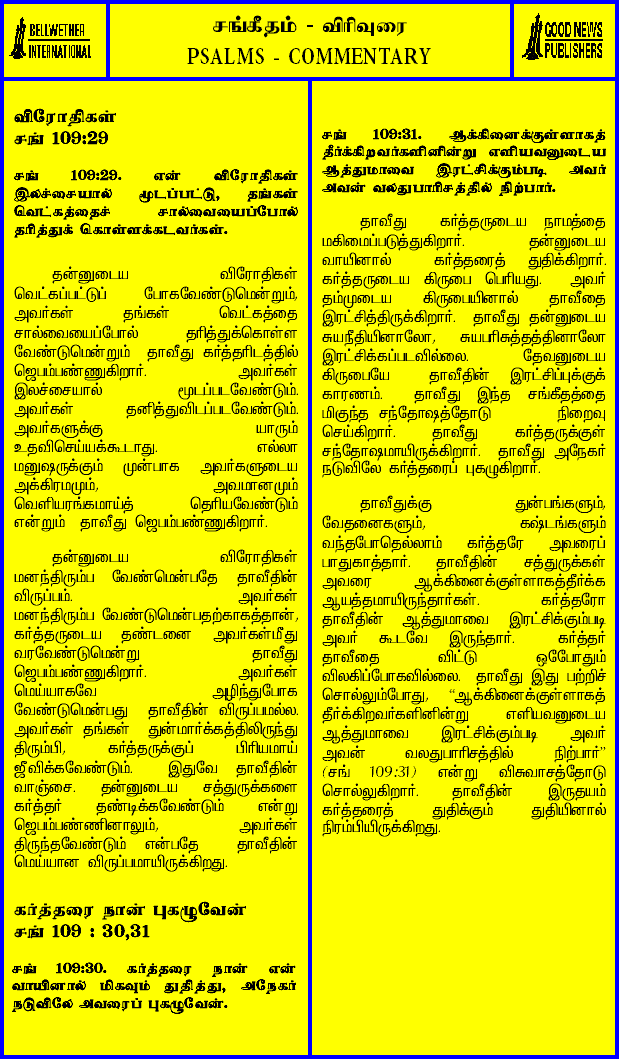 BELLWETHER
INTERNATIONAL
சங்கீதம் - விரிவுரை
PSALMS - COMMENTARY
GOOD NEWS
PUBLISHERS
விரோதிகள்
சங் 109:29
சங் 109:29. என் விரோதிகள்
இலச்சையால் மூடப்பட்டு, தங்கள்
வெட்கத்தைச் சால்வையைப்போல்
தரித்துக் கொள்ளக்கடவர்கள்.
தன்னுடைய விரோதிகள்
வெட்கப்பட்டுப் போகவேண்டுமென்றும்,
அவர்கள் தங்கள் வெட்கத்தை
சால்வையைப்போல் தரித்துக்கொள்ள
வேண்டுமென்றும் தாவீது கர்த்தரிடத்தில்
ஜெபம்பண்ணுகிறார். அவர்கள்
இலச்சையால் மூடப்படவேண்டும்.
அவர்கள் தனித்துவிடப்படவேண்டும்.
அவர்களுக்கு யாரும்
உதவிசெய்யக்கூடாது. எல்லா
மனுஷருக்கும் முன்பாக அவர்களுடைய
அக்கிரமமும், அவமானமும்
வெளியரங்கமாய்த் தெரியவேண்டும்
என்றும் தாவீது ஜெபம்பண்ணுகிறார்.
தன்னுடைய விரோதிகள்
மனந்திரும்ப வேண்மென்பதே தாவீதின்
விருப்பம். அவர்கள்
மனந்திரும்ப வேண்டுமென்பதற்காகத்தான்,
கர்த்தருடைய தண்டனை அவர்கள்மீது
வரவேண்டுமென்று தாவீது
ஜெபம்பண்ணுகிறார். அவர்கள்
மெய்யாகவே அழிந்துபோக
வேண்டுமென்பது தாவீதின் விருப்பமல்ல.
அவர்கள் தங்கள் துன்மார்க்கத்திலிருந்து
திரும்பி, கர்த்தருக்குப் பிரியமாய்
ஜீவிக்கவேண்டும். இதுவே தாவீதின்
வாஞ்சை. தன்னுடைய சத்துருக்களை
கர்த்தர் தண்டிக்கவேண்டும் என்று
ஜெபம்பண்ணினாலும், அவர்கள்
திருந்தவேண்டும் என்பதே தாவீதின்
மெய்யான விருப்பமாயிருக்கிறது.
கர்த்தரை நான் புகழுவேன்
சங் 109 : 30,31
சங் 109:30. கர்த்தரை நான் என்
வாயினால் மிகவும் துதித்து, அநேகர்
நடுவிலே அவரைப் புகழுவேன்.
சங் 109:31. ஆக்கினைக்குள்ளாகத்
தீர்க்கிறவர்களினின்று எளியவனுடைய
ஆத்துமாவை இரட்சிக்கும்படி அவர்
அவன் வலதுபாரிசத்தில் நிற்பார்.
தாவீது கர்த்தருடைய நாமத்தை
மகிமைப்படுத்துகிறார். தன்னுடைய
வாயினால் கர்த்தரைத் துதிக்கிறார்.
கர்த்தருடைய கிருபை பெரியது. அவர்
தம்முடைய கிருபையினால் தாவீதை
இரட்சித்திருக்கிறார். தாவீது தன்னுடைய
சுயநீதியினாலோ, சுயபரிசுத்தத்தினாலோ
இரட்சிக்கப்படவில்லை. தேவனுடைய
கிருபையே தாவீதின் இரட்சிப்புக்குக்
காரணம். தாவீது இந்த சங்கீதத்தை
மிகுந்த சந்தோஷத்தோடு நிறைவு
செய்கிறார். தாவீது கர்த்தருக்குள்
சந்தோஷமாயிருக்கிறார். தாவீது அநேகர்
நடுவிலே கர்த்தரைப் புகழுகிறார்.
தாவீதுக்கு துன்பங்களும்,
வேதனைகளும், கஷ்டங்களும்
வந்தபோதெல்லாம் கர்த்தரே அவரைப்
பாதுகாத்தார். தாவீதின் சத்துருக்கள்
அவரை ஆக்கினைக்குள்ளாகத்தீர்க்க
ஆயத்தமாயிருந்தார்கள். கர்த்தரோ
தாவீதின் ஆத்துமாவை இரட்சிக்கும்படி
அவர் கூடவே இருந்தார். கர்த்தர்
தாவீதை விட்டு ஒபோதும்
விலகிப்போகவில்லை. தாவீது இது பற்றிச்
சொல்லும்போது, “ஆக்கினைக்குள்ளாகத்
தீர்க்கிறவர்களினின்று எளியவனுடைய
ஆத்துமாவை இரட்சிக்கும்படி அவர்
அவன் வலதுபாரிசத்தில் நிற்பார்”
(சங் 109:31) என்று விசுவாசத்தோடு
சொல்லுகிறார். தாவீதின் இருதயம்
கர்த்தரைத் துதிக்கும் துதியினால்
நிரம்பியிருக்கிறது.